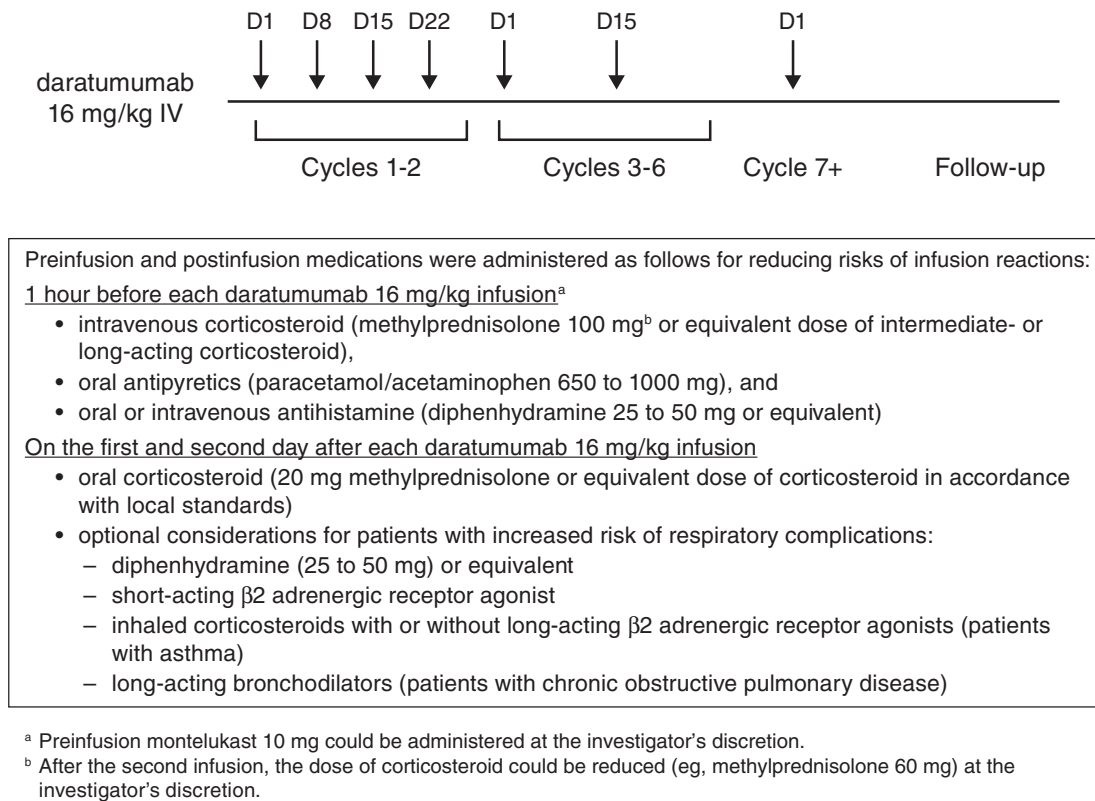 D1 D8 D15 D22 D1 D15 D1
daratumumab
16 mg/kg IV
Cycles 1-2 Cycles 3-6 Cycle 7+ Follow-up
Preinfusion and postinfusion medications were administered as follows for reducing risks of infusion reactions:
1 hour before each daratumumab 16 mg/kg infusionᵃ
• intravenous corticosteroid (methylprednisolone 100 mgᵇ or equivalent dose of intermediate- or
long-acting corticosteroid),
• oral antipyretics (paracetamol/acetaminophen 650 to 1000 mg), and
• oral or intravenous antihistamine (diphenhydramine 25 to 50 mg or equivalent)
On the first and second day after each daratumumab 16 mg/kg infusion
• oral corticosteroid (20 mg methylprednisolone or equivalent dose of corticosteroid in accordance
with local standards)
• optional considerations for patients with increased risk of respiratory complications:
– diphenhydramine (25 to 50 mg) or equivalent
– short-acting β2 adrenergic receptor agonist
– inhaled corticosteroids with or without long-acting β2 adrenergic receptor agonists (patients
with asthma)
– long-acting bronchodilators (patients with chronic obstructive pulmonary disease)
ᵃ Preinfusion montelukast 10 mg could be administered at the investigator's discretion.
ᵇ After the second infusion, the dose of corticosteroid could be reduced (eg, methylprednisolone 60 mg) at the
investigator's discretion.